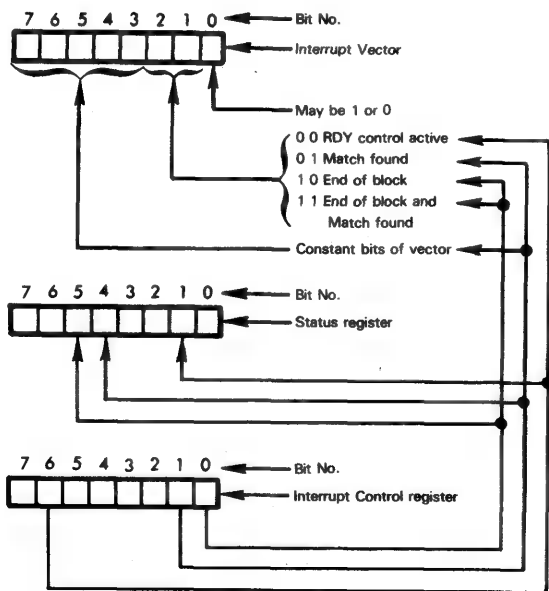 7 6 5 4 3 2 1 0 Bit No.
Interrupt Vector
May be 1 or 0
0 0 RDY control active
0 1 Match found
1 0 End of block
1 1 End of block and
Match found
Constant bits of vector
7 6 5 4 3 2 1 0 Bit No.
Status register
7 6 5 4 3 2 1 0 Bit No.
Interrupt Control register